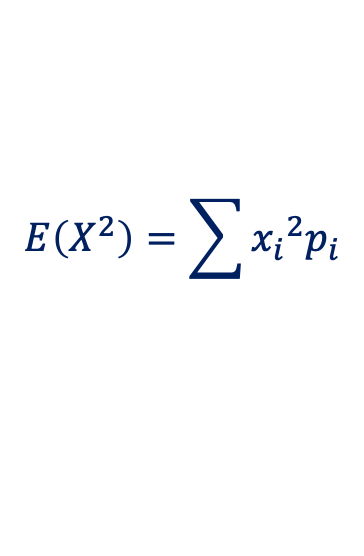 E(X²) = ∑ xᵢ²pᵢ